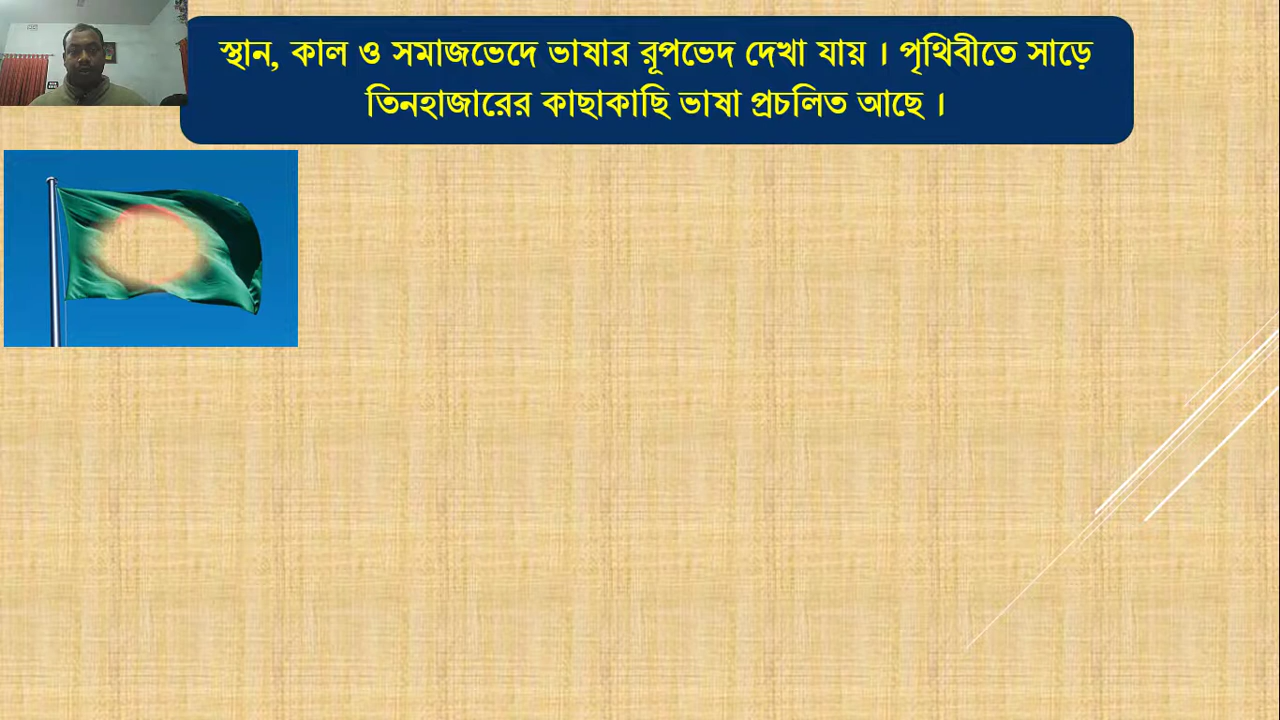 স্থান, কাল ও সমাজভেদে ভাষার রূপভেদ দেখা যায় । পৃথিবীতে সাড়ে
তিনহাজারের কাছাকাছি ভাষা প্রচলিত আছে ।